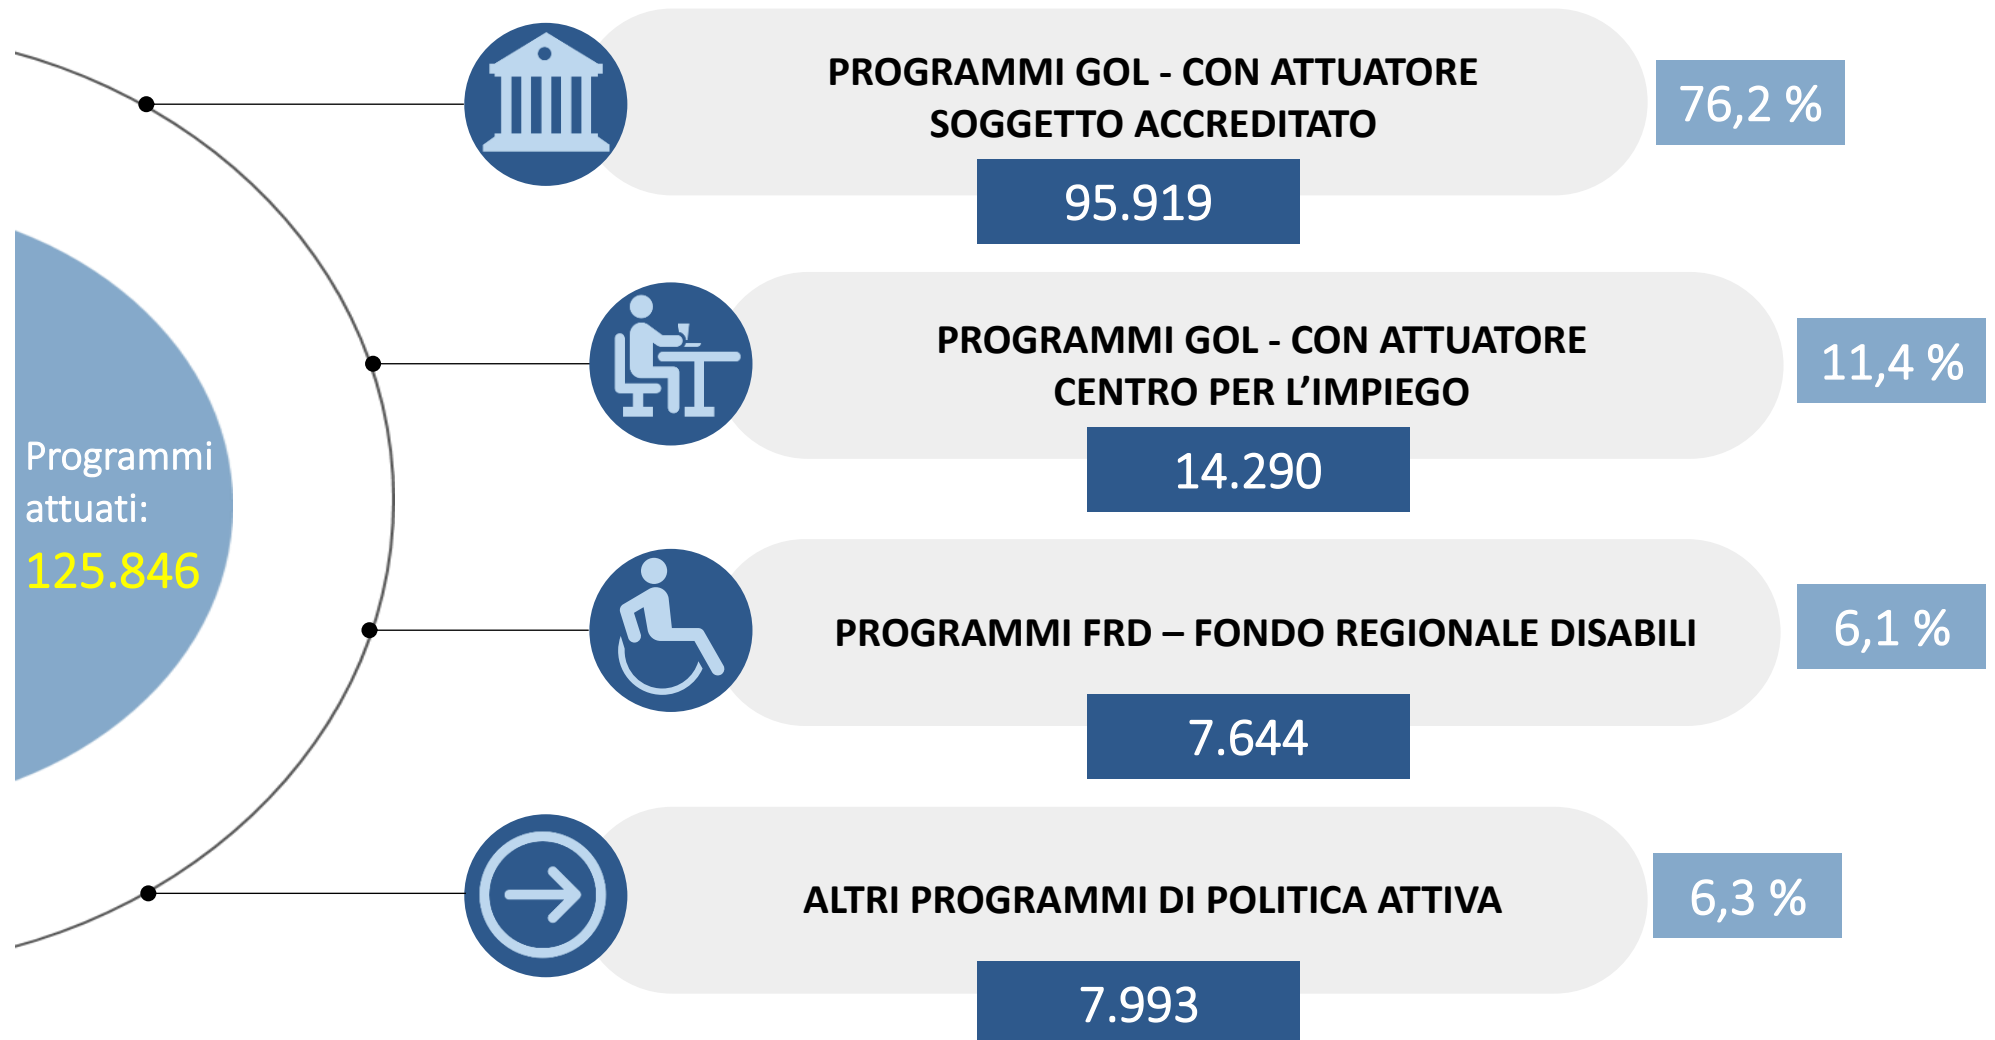 PROGRAMMI GOL - CON ATTUATORE
SOGGETTO ACCREDITATO
76,2 %
95.919
PROGRAMMI GOL - CON ATTUATORE
CENTRO PER L’IMPIEGO
11,4 %
14.290
Programmi
attuati:
125.846
PROGRAMMI FRD – FONDO REGIONALE DISABILI
6,1 %
7.644
ALTRI PROGRAMMI DI POLITICA ATTIVA
6,3 %
7.993